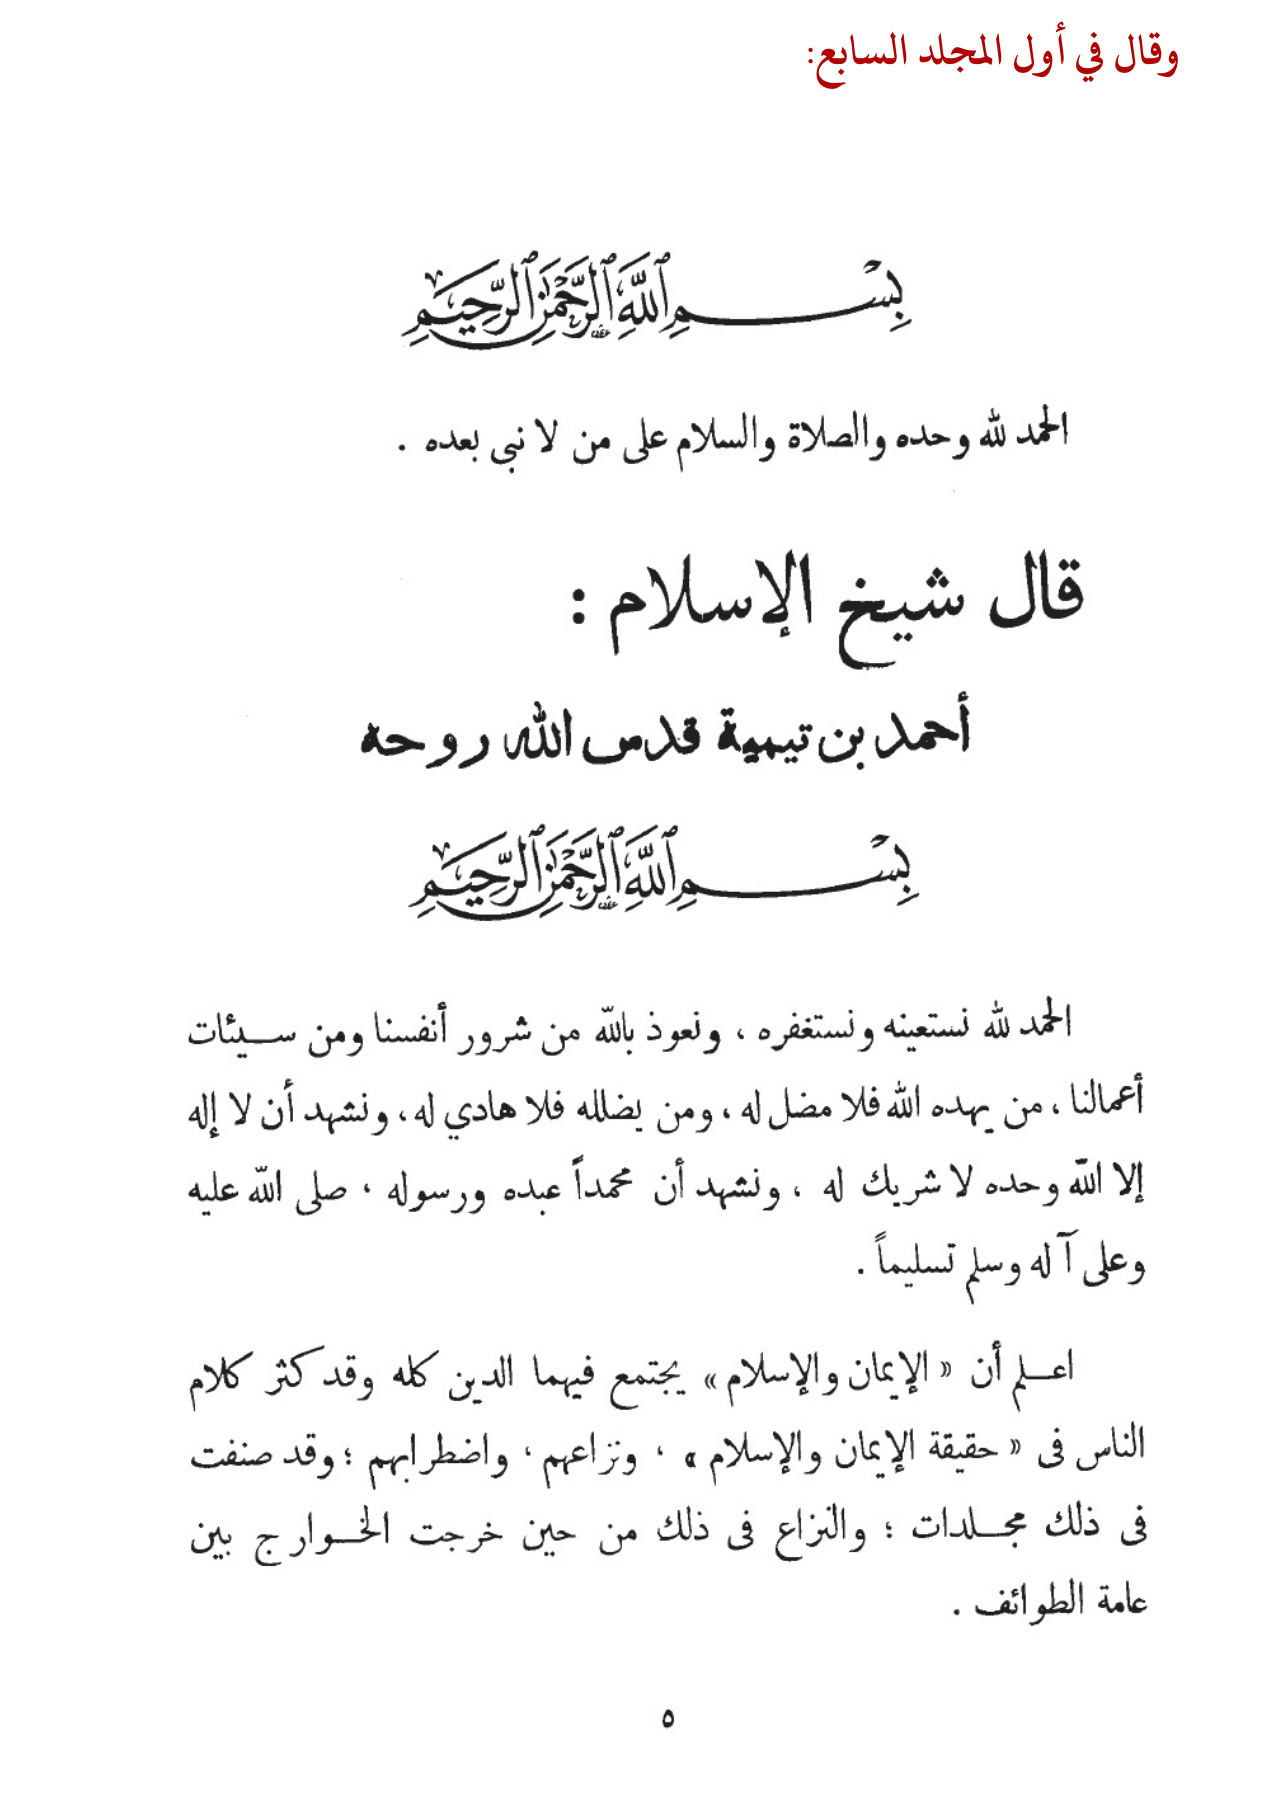 وقال في أول المجلد السابع:
بسم الله الرحمن الرحيم
الحمد لله وحده والصلاة والسلام على من لا نبى بعده .
قال شيخ الإسلام :
أحمد بن تيمية قدس الله روحه
بسم الله الرحمن الرحيم
الحمد لله نستعينه ونستغفره ، ونعوذ بالله من شرور أنفسنا ومن سيئات
أعمالنا ، من يهده الله فلا مضل له ، ومن يضلله فلا هادي له ، ونشهد أن لا إله
إلا الله وحده لا شريك له ، ونشهد أن محمداً عبده ورسوله ، صلى الله عليه
وعلى آله وسلم تسليماً .
اعلم أن « الإيمان والإسلام » يجتمع فيهما الدين كله وقد كثر كلام
الناس فى « حقيقة الإيمان والإسلام » ، ونزاعهم ، واضطرابهم ؛ وقد صنفت
فى ذلك مجلدات ؛ والنزاع فى ذلك من حين خرجت الخوارج بين
عامة الطوائف .
٥